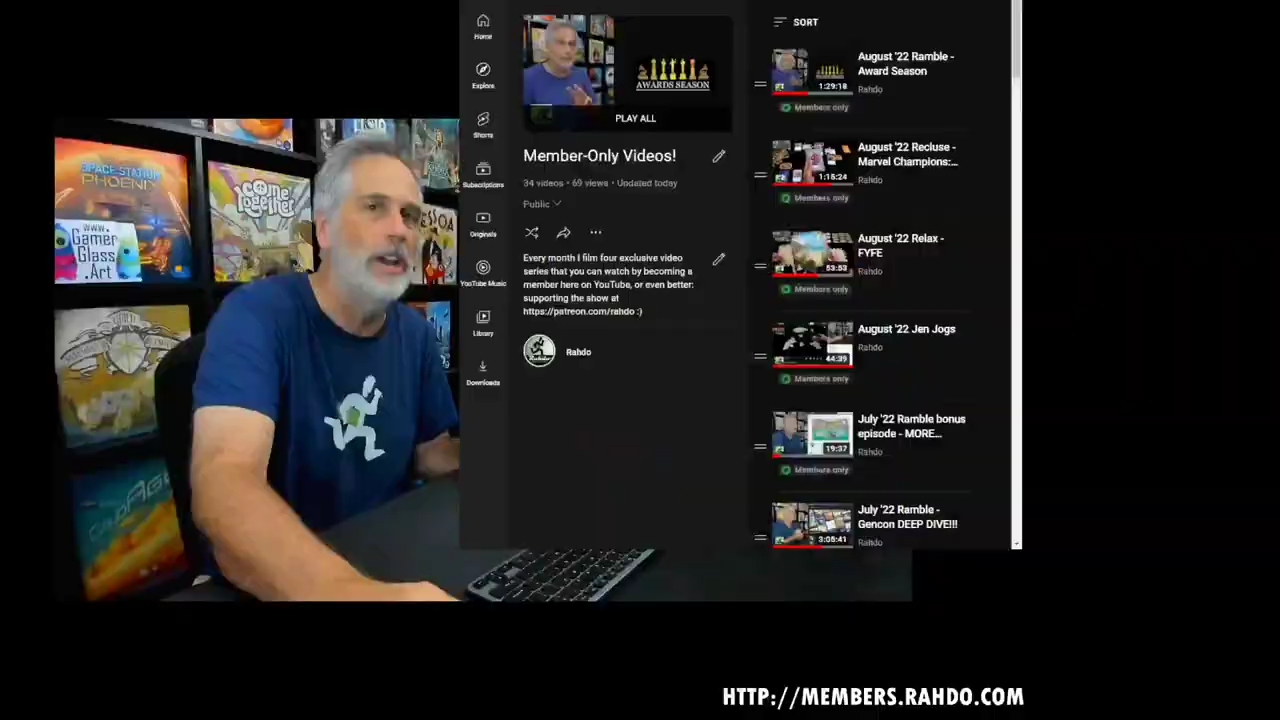 SPACE STATION
PHOENIX
www.
Gamer
Glass
.Art
come
Together
Home
Explore
Shorts
Subscriptions
Originals
YouTube Music
Library
Downloads
AWARDS SEASON
PLAY ALL
Member-Only Videos!
34 videos • 69 views • Updated today
Public
Every month I film four exclusive video
series that you can watch by becoming a
member here on YouTube, or even better:
supporting the show at
https://patreon.com/rahdo :)
Rahdo
SORT
1:29:18
August '22 Ramble -
Award Season
Rahdo
Members only
1:15:24
August '22 Recluse -
Marvel Champions:...
Rahdo
Members only
53:53
August '22 Relax -
FYFE
Rahdo
Members only
44:39
August '22 Jen Jogs
Rahdo
Members only
19:37
July '22 Ramble bonus
episode - MORE...
Rahdo
Members only
3:05:41
July '22 Ramble -
Gencon DEEP DIVE!!!
Rahdo
HTTP://MEMBERS.RAHDO.COM